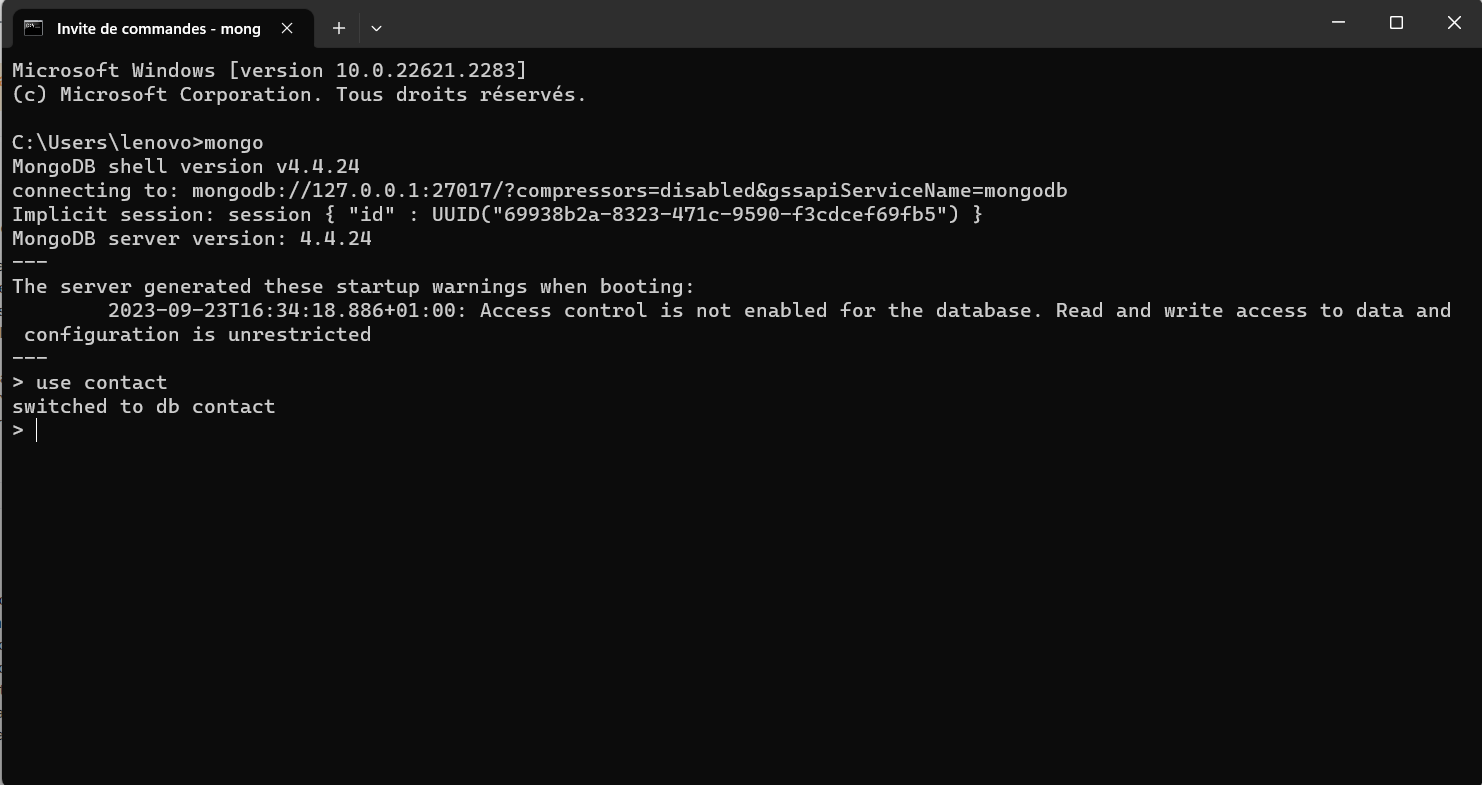 Invite de commandes - mong
Microsoft Windows [version 10.0.22621.2283]
(c) Microsoft Corporation. Tous droits réservés.
C:\Users\lenovo>mongo
MongoDB shell version v4.4.24
connecting to: mongodb://127.0.0.1:27017/?compressors=disabled&gssapiServiceName=mongodb
Implicit session: session { "id" : UUID("69938b2a-8323-471c-9590-f3cdcef69fb5") }
MongoDB server version: 4.4.24
---
The server generated these startup warnings when booting:
2023-09-23T16:34:18.886+01:00: Access control is not enabled for the database. Read and write access to data and
configuration is unrestricted
---
> use contact
switched to db contact
>